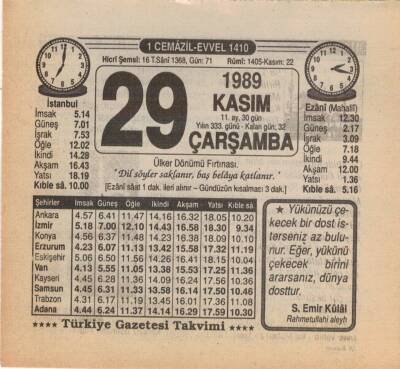 1 CEMÂZİL-EVVEL 1410
Hicrî Şemsî: 16 T.Sânî 1368, Gün: 71
Rûmî: 1405-Kasım: 22
29
1989
KASIM
11. ay, 30 gün
Yılın 333. günü - Kalan gün: 32
ÇARŞAMBA
Ülker Dönümü Fırtınası.
"Dil söyler saklanır, baş belâya katlanır."
[Ezânî sâat 1 dak. ileri alınır – Gündüzün kısalması 3 dak.]
İstanbul
İmsak 5.14
Güneş 7.01
İşrak 7.53
Öğle 12.02
İkindi 14.28
Akşam 16.43
Yatsı 18.19
Kıble sâ. 10.00
Ezânî (Mahallî)
İmsak 12.30
Güneş 2.17
İşrak 3.09
Öğle 7.18
İkindi 9.44
Akşam 12.00
Yatsı 1.36
Kıble sâ. 5.16
Şehirler İmsak Güneş Öğle İkindi Akşam Yatsı Kıble sâ.
Ankara 4.57 6.41 11.47 14.16 16.32 18.05 10.20
İzmir 5.18 7.00 12.10 14.43 16.58 18.30 9.34
Konya 4.56 6.37 11.48 14.23 16.38 18.09 10.10
Erzurum 4.23 6.07 11.13 13.42 15.58 17.32 11.19
Eskişehir 5.06 6.50 11.56 14.26 16.41 18.15 10.04
Van 4.13 5.55 11.05 13.38 15.53 17.25 11.36
Kayseri 4.45 6.28 11.36 14.09 16.24 17.56 10.36
Samsun 4.45 6.31 11.33 13.58 16.14 17.50 10.46
Trabzon 4.31 6.17 11.19 13.45 16.01 17.36 11.08
Adana 4.44 6.24 11.37 14.14 16.29 17.59 10.30
★ Yükünüzü çe-
kecek bir dost is-
terseniz az bulu-
nur. Eğer, yükünü
çekecek birini
ararsanız, dünya
dosttur.
S. Emir Külâl
Rahmetullahi aleyh
★★★★ Türkiye Gazetesi Takvimi ★★★★